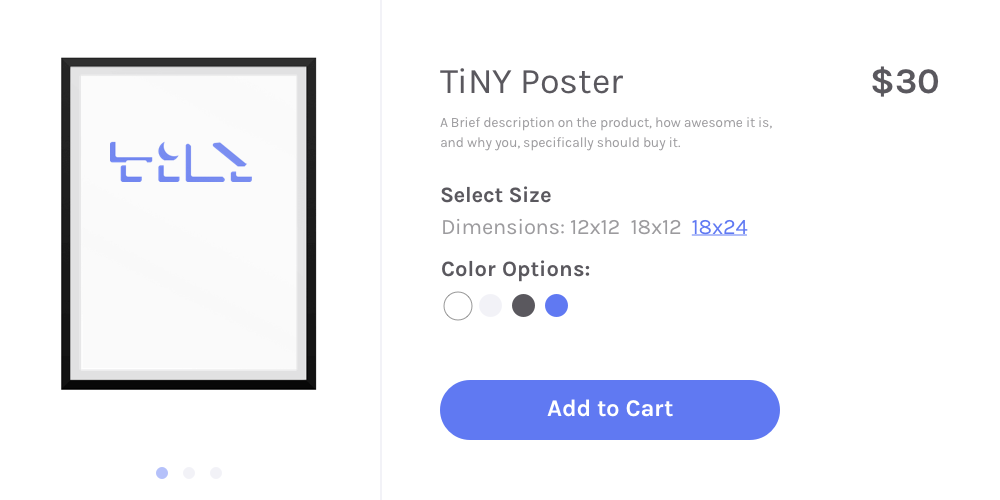 TiNY Poster
$30
A Brief description on the product, how awesome it is,
and why you, specifically should buy it.
Select Size
Dimensions: 12x12 18x12 18x24
Color Options:
Add to Cart